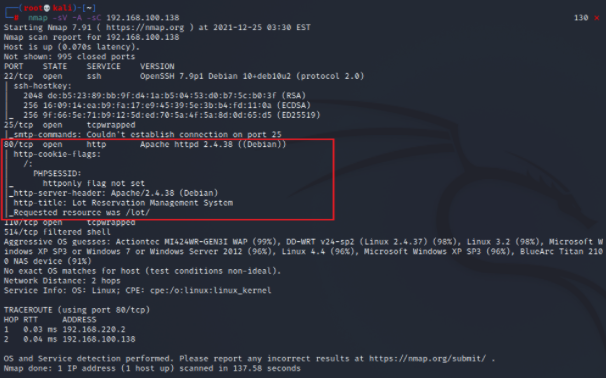 ┌──(root💀kali)-[~]
└─# nmap -sV -A -sC 192.168.100.138 130 ⨯
Starting Nmap 7.91 ( https://nmap.org ) at 2021-12-25 03:30 EST
Nmap scan report for 192.168.100.138
Host is up (0.070s latency).
Not shown: 995 closed ports
PORT STATE SERVICE VERSION
22/tcp open ssh OpenSSH 7.9p1 Debian 10+deb10u2 (protocol 2.0)
| ssh-hostkey:
| 2048 de:b5:23:89:bb:9f:d4:1a:b5:04:53:d0:b7:5c:b0:3f (RSA)
| 256 16:09:14:ea:b9:fa:17:e9:45:39:5e:3b:b4:fd:11:0a (ECDSA)
|_ 256 9f:66:5e:71:b9:12:5d:ed:70:5a:4f:5a:8d:0d:65:d5 (ED25519)
25/tcp open tcpwrapped
|_smtp-commands: Couldn't establish connection on port 25
80/tcp open http Apache httpd 2.4.38 ((Debian))
| http-cookie-flags:
| /:
| PHPSESSID:
|_ httponly flag not set
|_http-server-header: Apache/2.4.38 (Debian)
| http-title: Lot Reservation Management System
|_Requested resource was /lot/
110/tcp open tcpwrapped
514/tcp filtered shell
Aggressive OS guesses: Actiontec MI424WR-GEN3I WAP (99%), DD-WRT v24-sp2 (Linux 2.4.37) (98%), Linux 3.2 (98%), Microsoft W
indows XP SP3 or Windows 7 or Windows Server 2012 (96%), Linux 4.4 (96%), Microsoft Windows XP SP3 (96%), BlueArc Titan 210
0 NAS device (91%)
No exact OS matches for host (test conditions non-ideal).
Network Distance: 2 hops
Service Info: OS: Linux; CPE: cpe:/o:linux:linux_kernel
TRACEROUTE (using port 80/tcp)
HOP RTT ADDRESS
1 0.03 ms 192.168.220.2
2 0.04 ms 192.168.100.138
OS and Service detection performed. Please report any incorrect results at https://nmap.org/submit/ .
Nmap done: 1 IP address (1 host up) scanned in 137.58 seconds